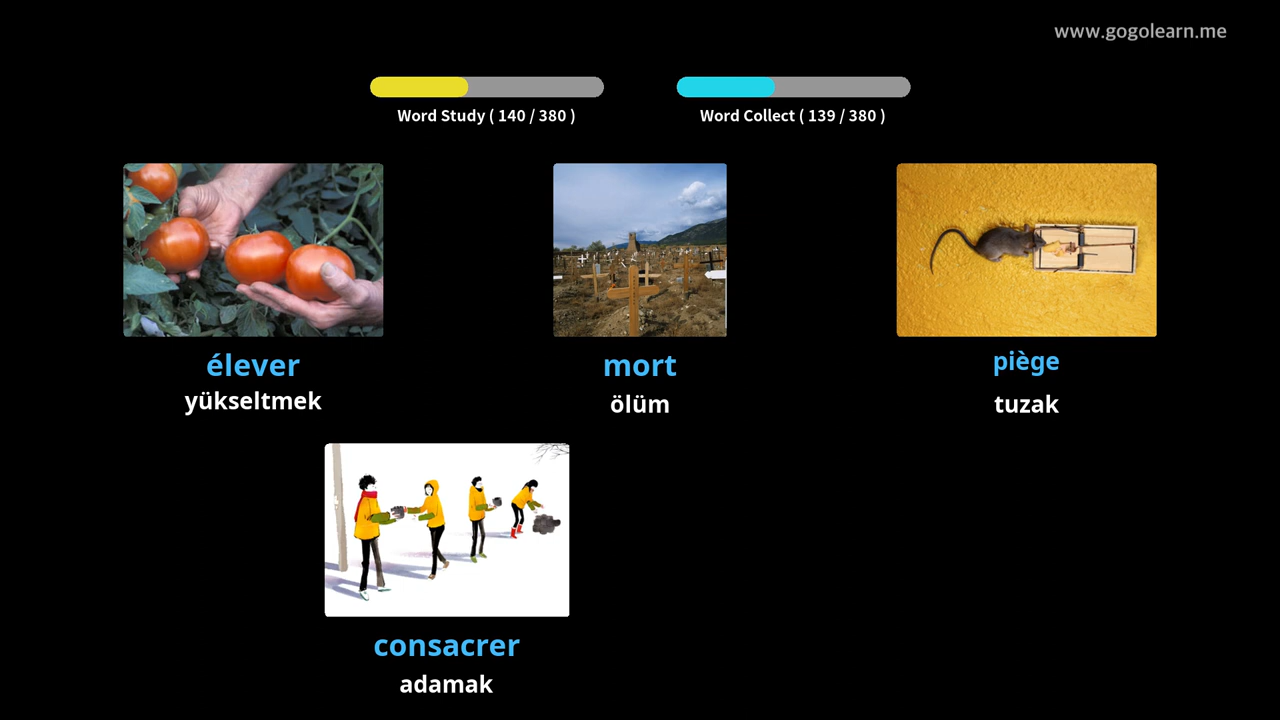 www.gogolearn.me
Word Study ( 140 / 380 )
Word Collect ( 139 / 380 )
élever
yükseltmek
mort
ölüm
piège
tuzak
consacrer
adamak